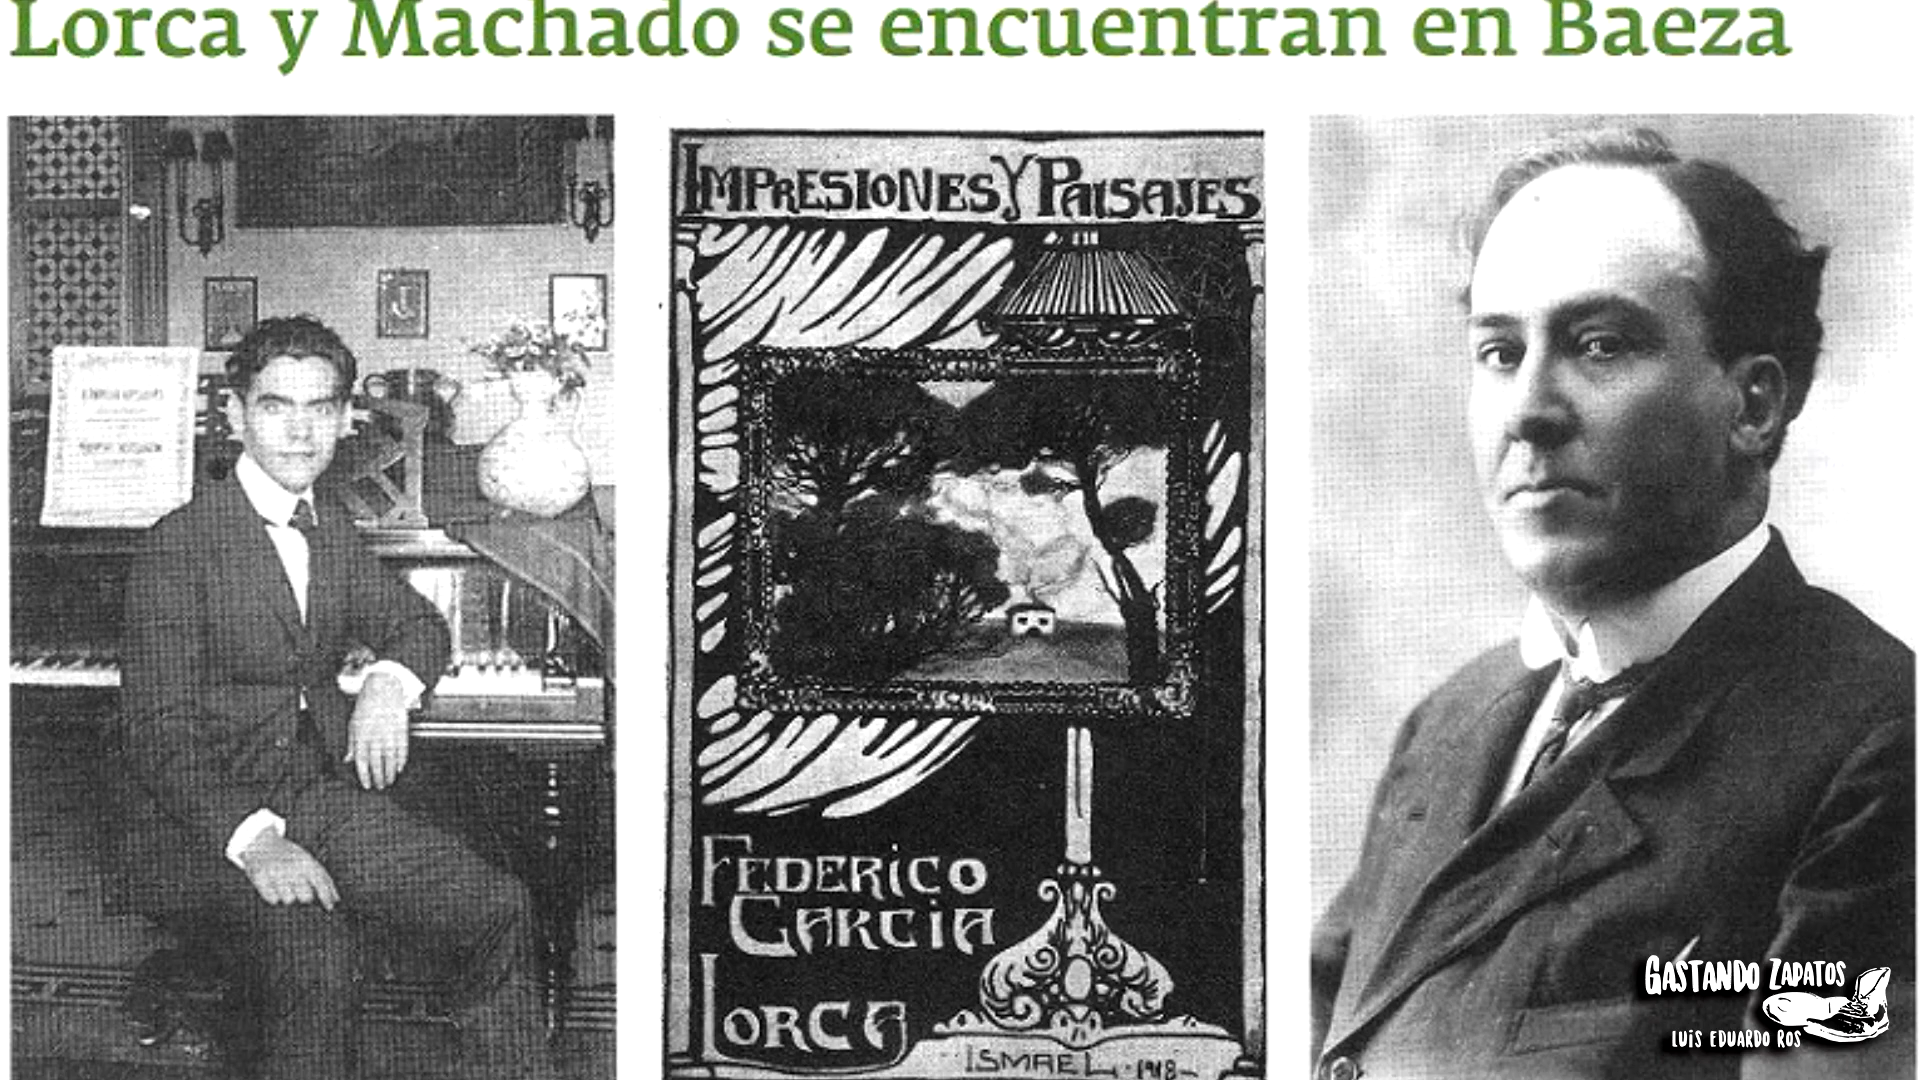 Lorca y Machado se encuentran en Baeza
IMPRESIONES Y PAISAJES
FEDERICO
GARCIA
LORCA
ISMAEL·1918-
GASTANDO ZAPATOS
LUIS EDUARDO ROS